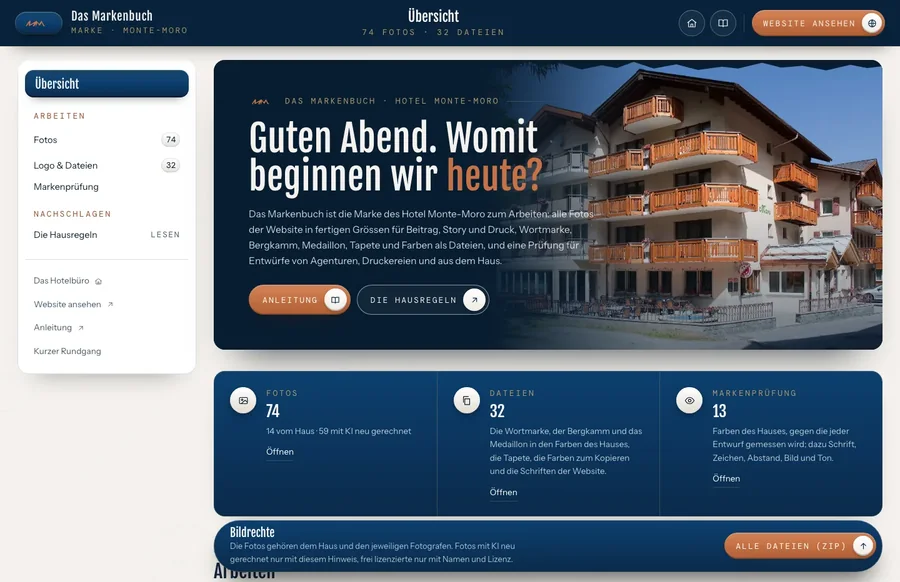 Das Markenbuch
MARKE · MONTE-MORO
Übersicht
74 FOTOS · 32 DATEIEN
WEBSITE ANSEHEN
Übersicht
ARBEITEN
Fotos 74
Logo & Dateien 32
Markenprüfung
NACHSCHLAGEN
Die Hausregeln LESEN
Das Hotelbüro
Website ansehen
Anleitung
Kurzer Rundgang
DAS MARKENBUCH · HOTEL MONTE-MORO
Guten Abend. Womit
beginnen wir heute?
Das Markenbuch ist die Marke des Hotel Monte-Moro zum Arbeiten: alle Fotos
der Website in fertigen Grössen für Beitrag, Story und Druck, Wortmarke,
Bergkamm, Medaillon, Tapete und Farben als Dateien, und eine Prüfung für
Entwürfe von Agenturen, Druckereien und aus dem Haus.
ANLEITUNG
DIE HAUSREGELN
FOTOS
74
14 vom Haus · 59 mit KI neu gerechnet
Öffnen
DATEIEN
32
Die Wortmarke, der Bergkamm und das
Medaillon in den Farben des Hauses,
die Tapete, die Farben zum Kopieren
und die Schriften der Website.
Öffnen
MARKENPRÜFUNG
13
Farben des Hauses, gegen die jeder
Entwurf gemessen wird; dazu Schrift,
Zeichen, Abstand, Bild und Ton.
Öffnen
Bildrechte
Die Fotos gehören dem Haus und den jeweiligen Fotografen. Fotos mit KI neu
gerechnet nur mit diesem Hinweis, frei lizenzierte nur mit Namen und Lizenz.
ALLE DATEIEN (ZIP)
Arbeiten